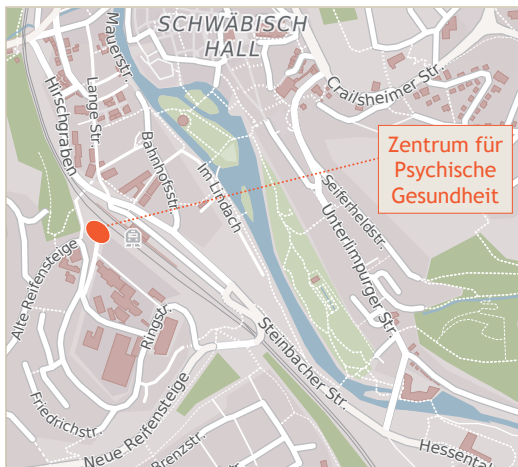 SCHWÄBISCH
HALL
Mauerstr.
Crailsheimer Str.
Hirschgraben
Lange Str.
Bahnhofsstr.
Im Lindach
Zentrum für
Psychische
Gesundheit
Seiferheldstr.
Unterlimpurger Str.
Alte Reifensteige
Ringstr.
Steinbacher Str.
Friedrichstr.
Neue Reifensteige
Brenzstr.
Hessental